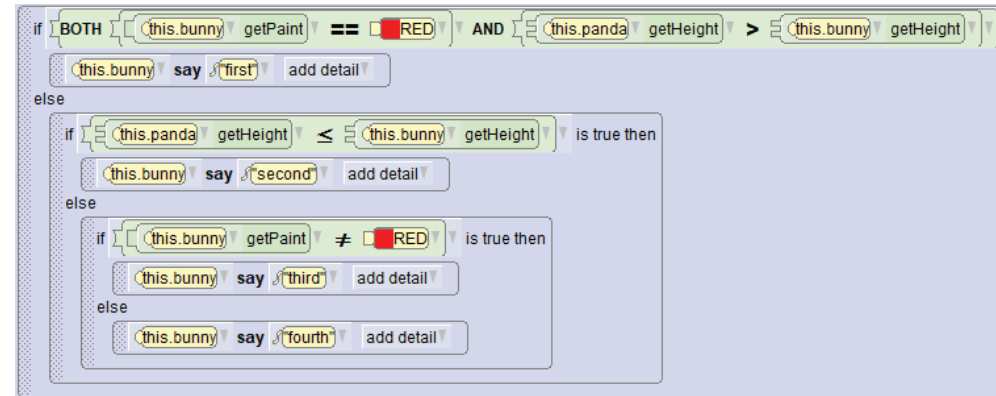 if BOTH this.bunny getPaint == RED AND this.panda getHeight > this.bunny getHeight
this.bunny say "first" add detail
else
if this.panda getHeight ≤ this.bunny getHeight is true then
this.bunny say "second" add detail
else
if this.bunny getPaint ≠ RED is true then
this.bunny say "third" add detail
else
this.bunny say "fourth" add detail